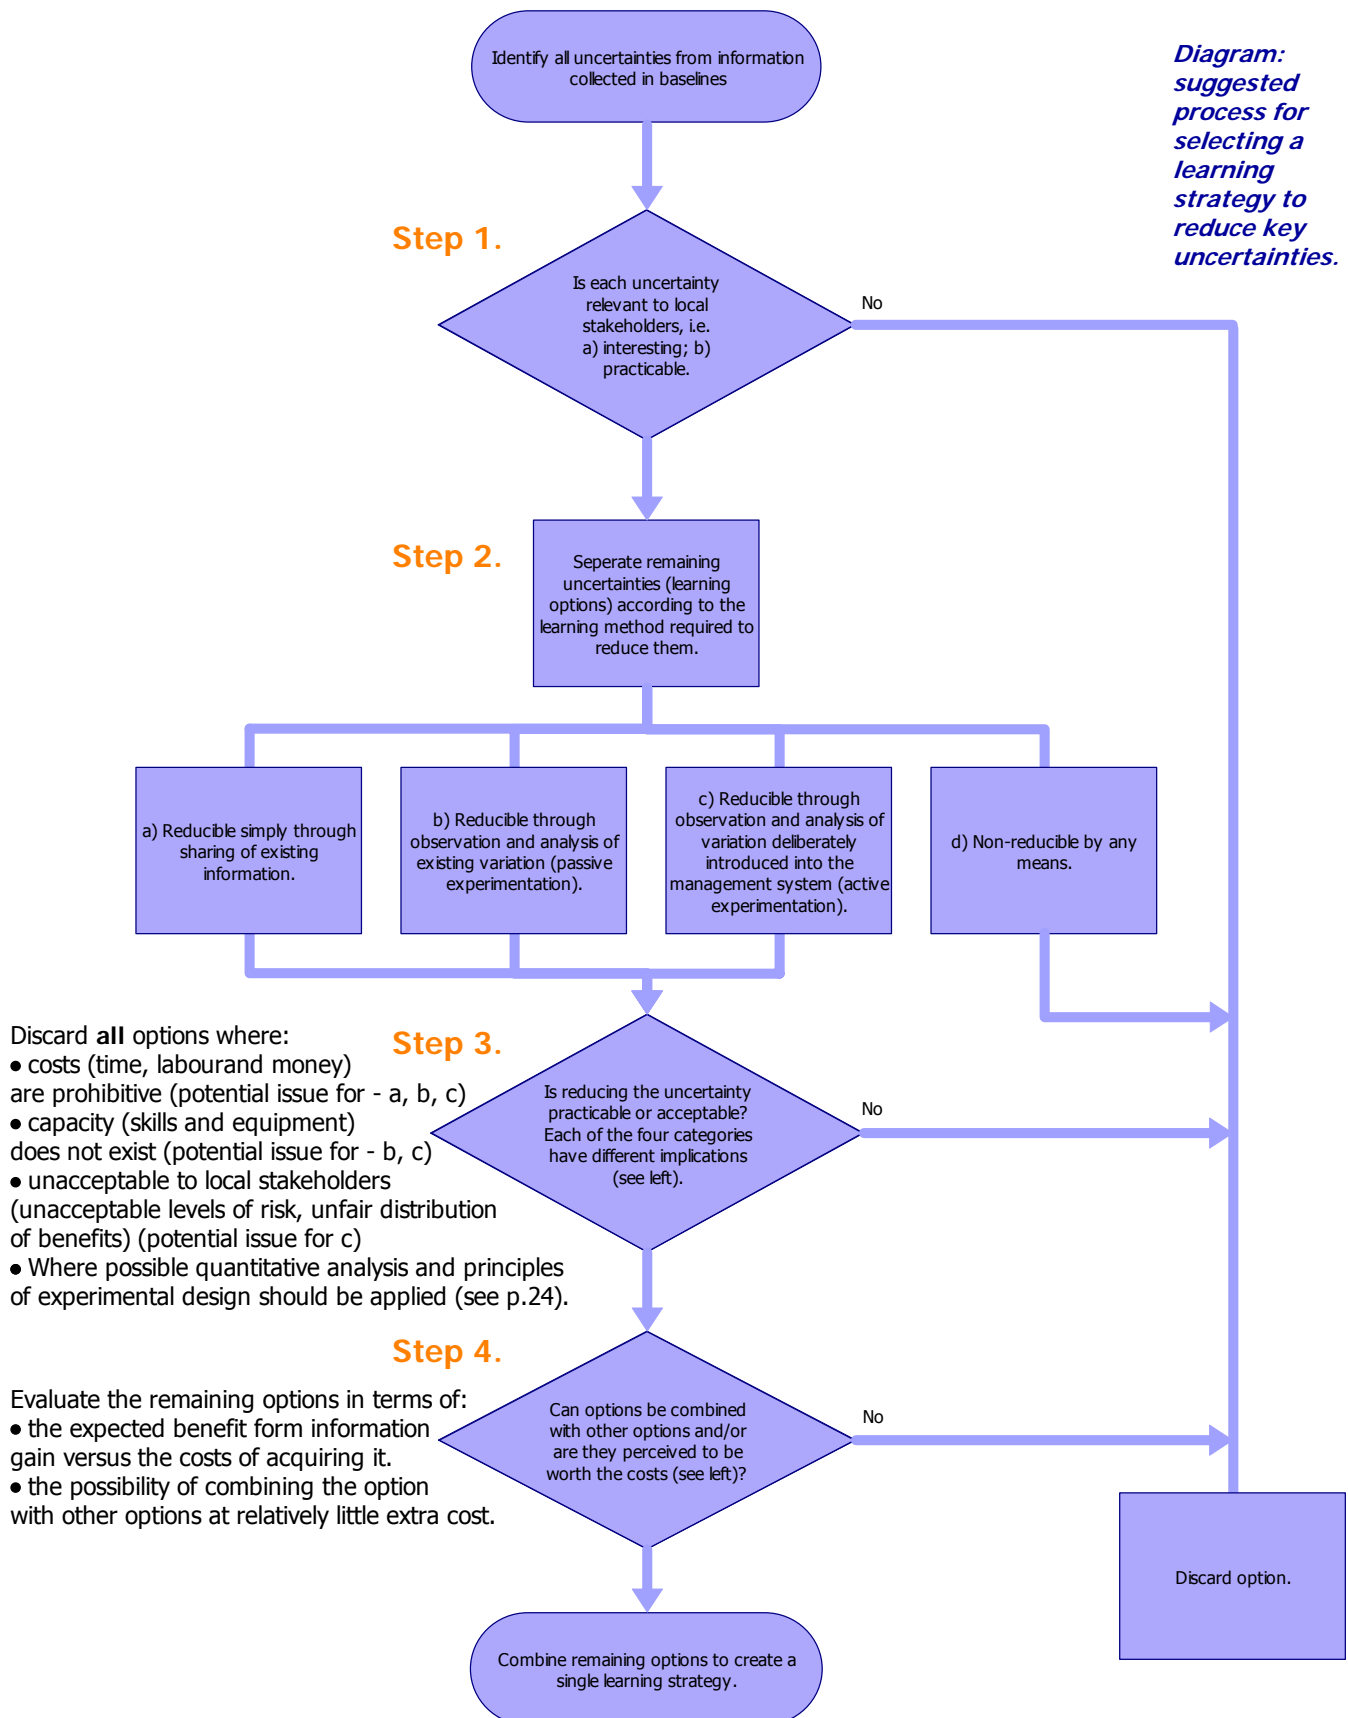 Identify all uncertainties from information
collected in baselines
Diagram:
suggested
process for
selecting a
learning
strategy to
reduce key
uncertainties.
Step 1.
Is each uncertainty
relevant to local
stakeholders, i.e.
a) interesting; b)
practicable.
No
Step 2.
Seperate remaining
uncertainties (learning
options) according to the
learning method required to
reduce them.
a) Reducible simply through
sharing of existing
information.
b) Reducible through
observation and analysis of
existing variation (passive
experimentation).
c) Reducible through
observation and analysis of
variation deliberately
introduced into the
management system (active
experimentation).
d) Non-reducible by any
means.
Discard all options where:
• costs (time, labourand money)
are prohibitive (potential issue for - a, b, c)
• capacity (skills and equipment)
does not exist (potential issue for - b, c)
• unacceptable to local stakeholders
(unacceptable levels of risk, unfair distribution
of benefits) (potential issue for c)
• Where possible quantitative analysis and principles
of experimental design should be applied (see p.24).
Step 3.
Is reducing the uncertainty
practicable or acceptable?
Each of the four categories
have different implications
(see left).
No
Step 4.
Evaluate the remaining options in terms of:
• the expected benefit form information
gain versus the costs of acquiring it.
• the possibility of combining the option
with other options at relatively little extra cost.
Can options be combined
with other options and/or
are they perceived to be
worth the costs (see left)?
No
Discard option.
Combine remaining options to create a
single learning strategy.